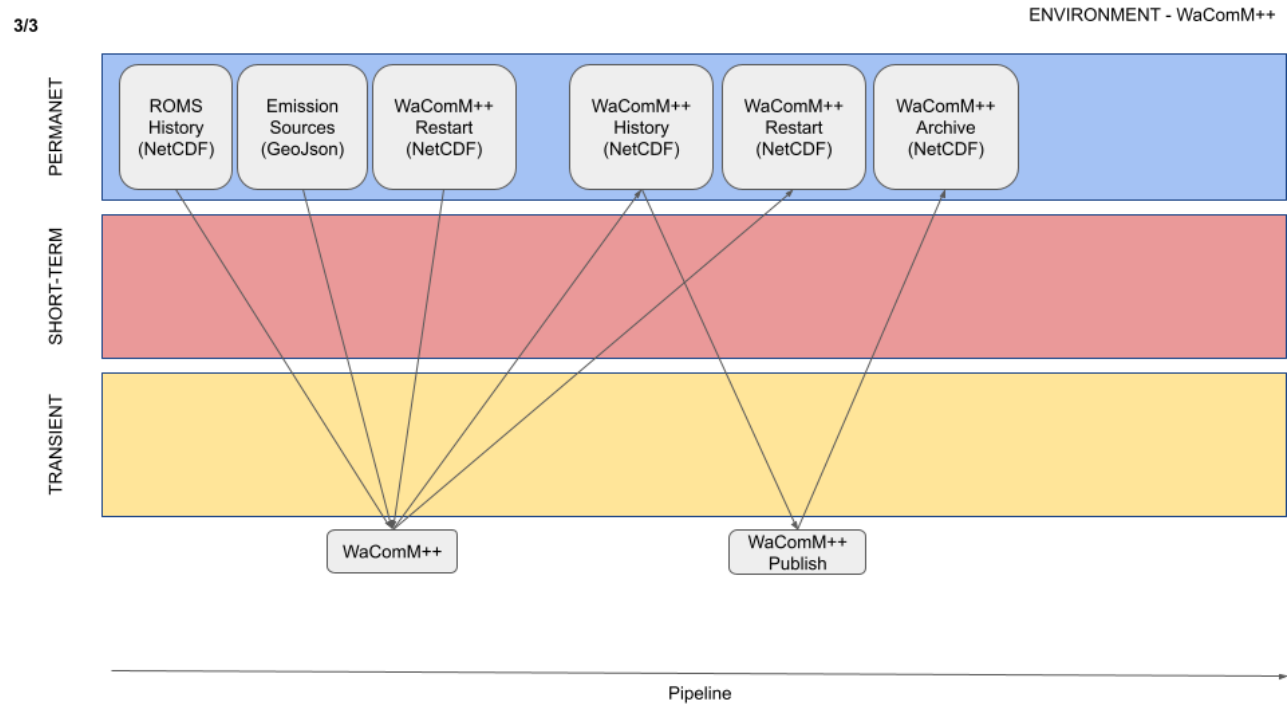 3/3
ENVIRONMENT - WaComM++
PERMANET
ROMS
History
(NetCDF)
Emission
Sources
(GeoJson)
WaComM++
Restart
(NetCDF)
WaComM++
History
(NetCDF)
WaComM++
Restart
(NetCDF)
WaComM++
Archive
(NetCDF)
SHORT-TERM
TRANSIENT
WaComM++
WaComM++
Publish
Pipeline